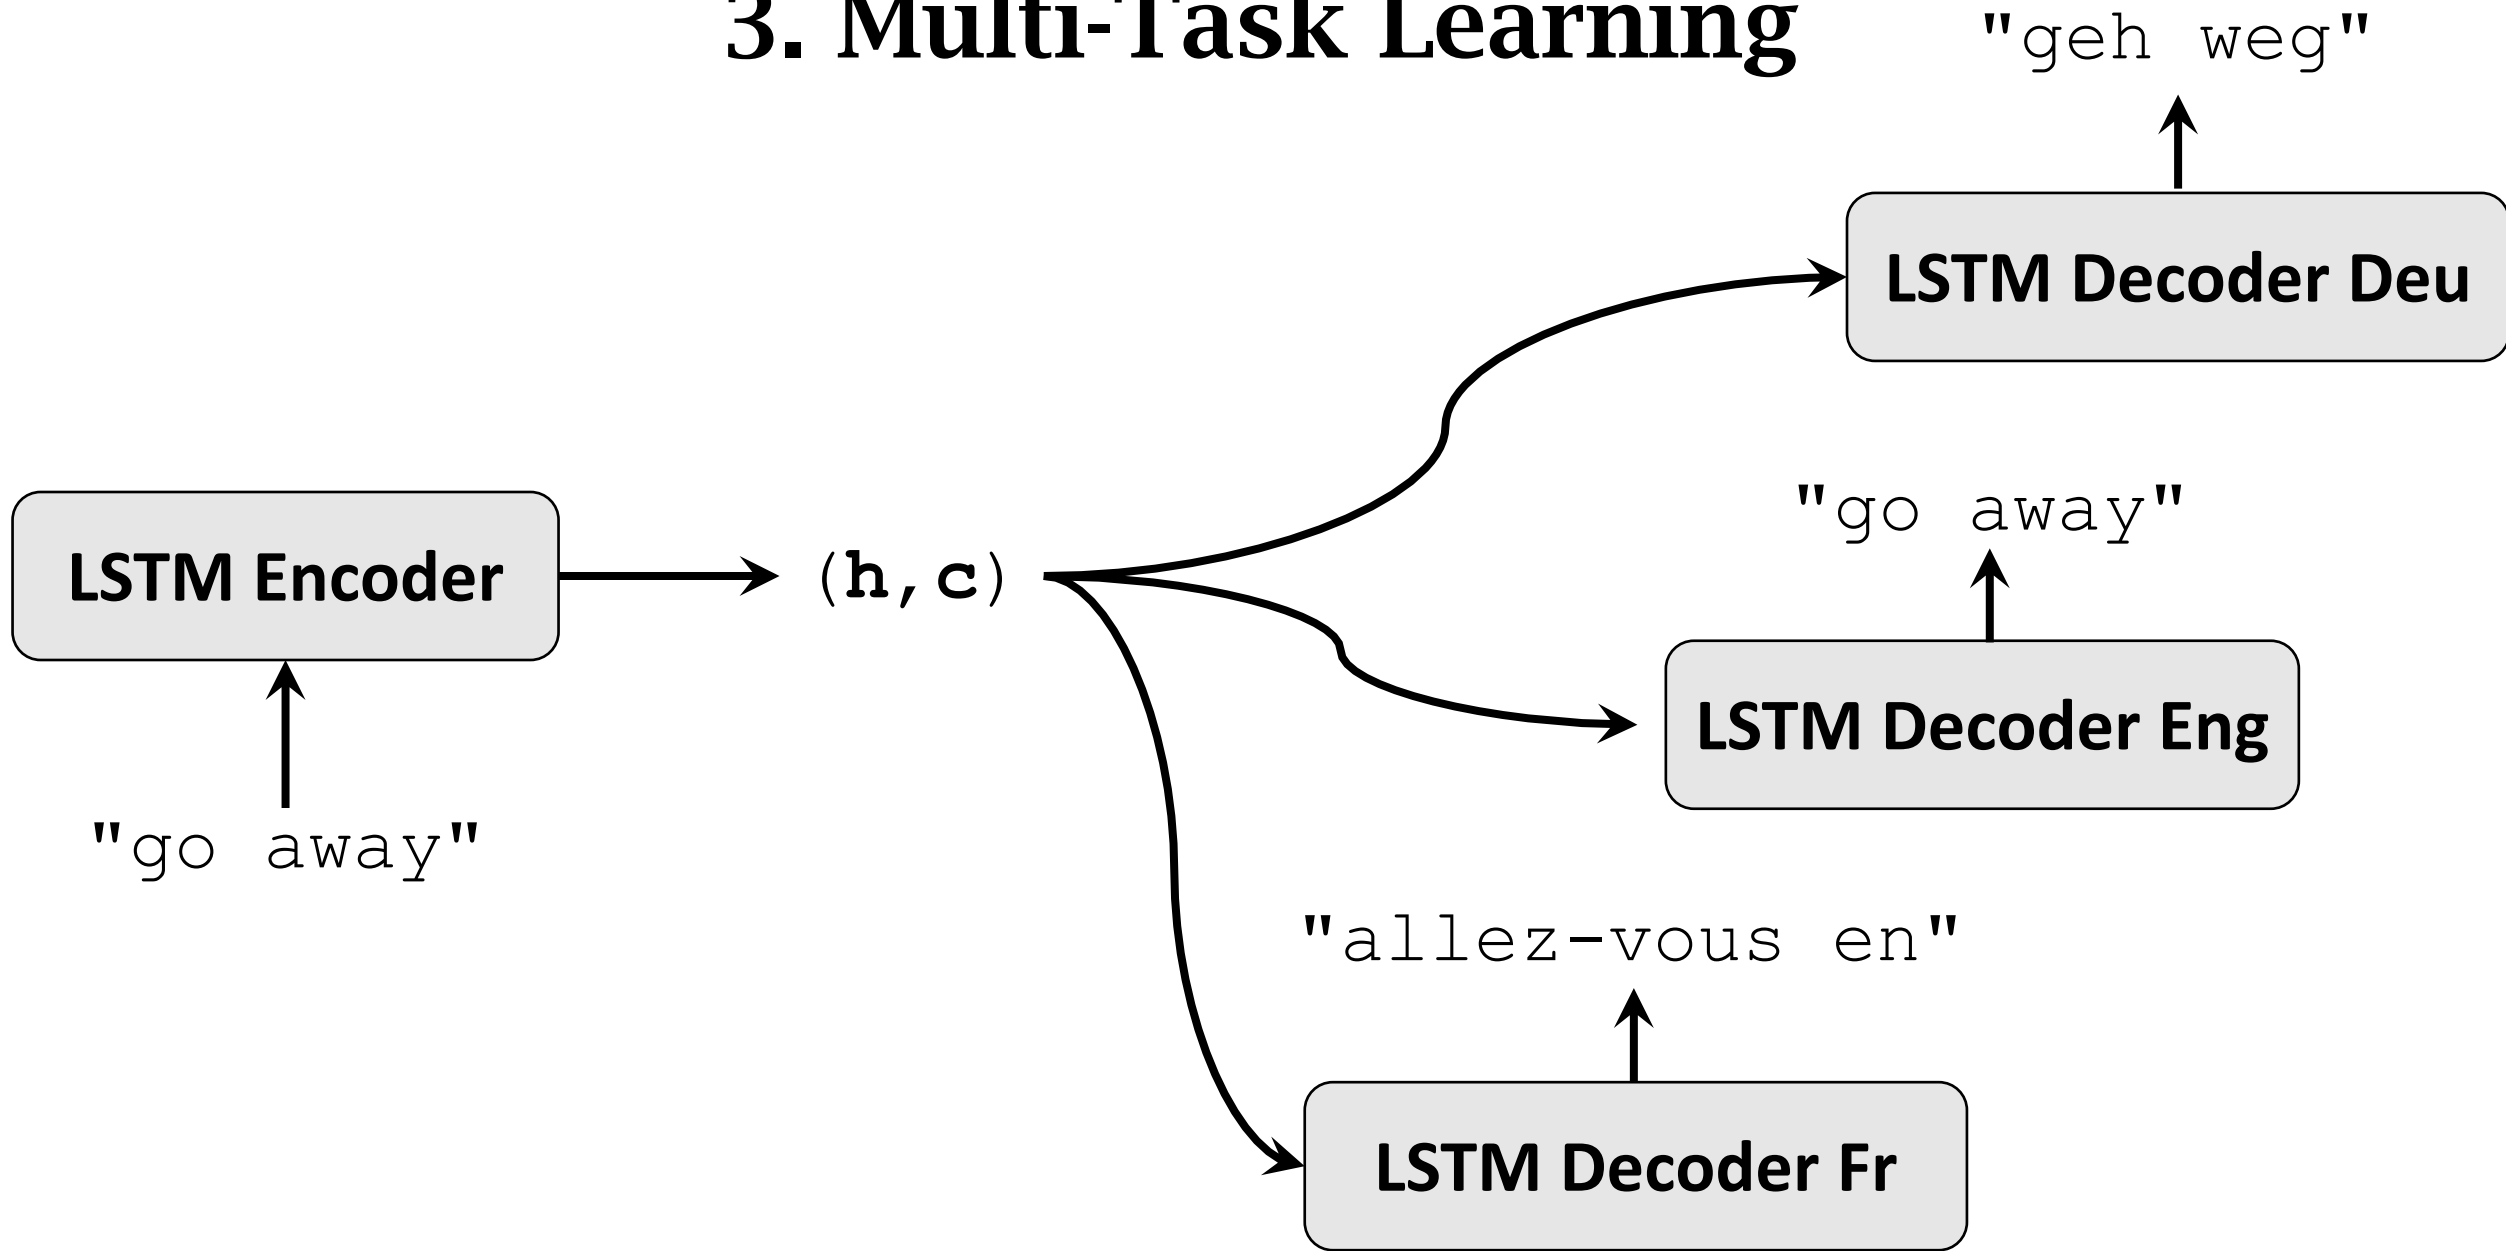 3. Multi-Task Learning
"geh weg"
LSTM Decoder Deu
"go away"
LSTM Encoder
(h,c)
LSTM Decoder Eng
"go away"
"allez-vous en"
LSTM Decoder Fr